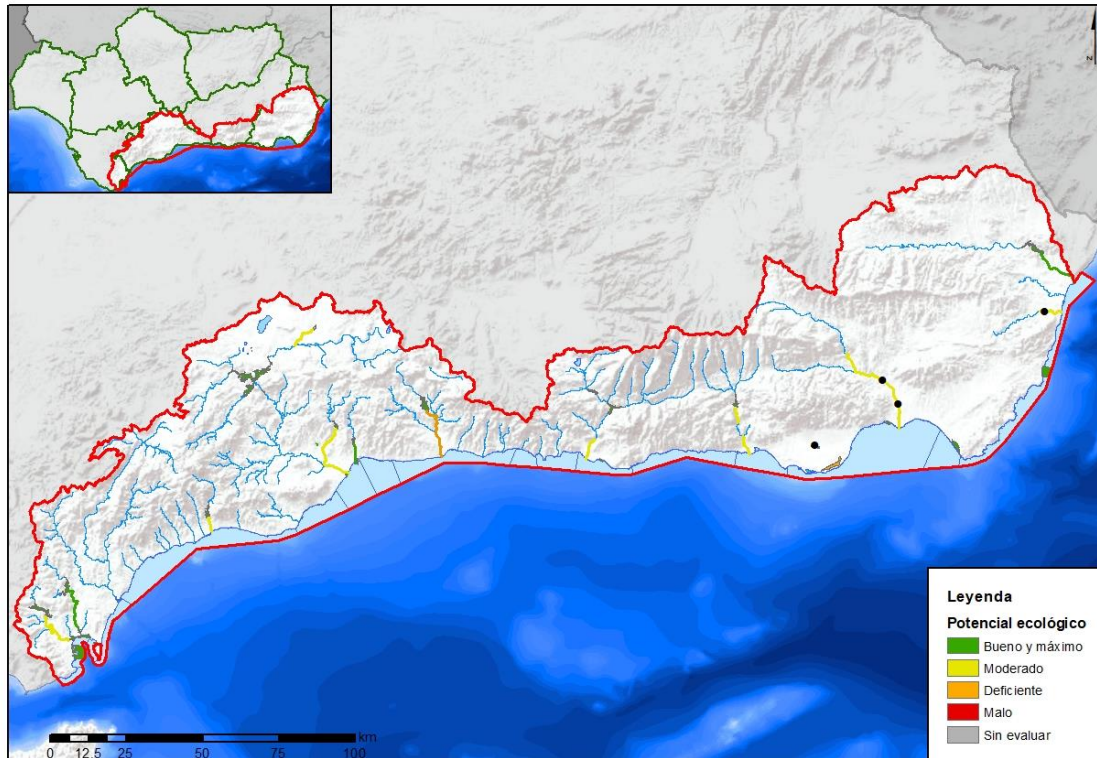 N
Leyenda
Potencial ecológico
Bueno y máximo
Moderado
Deficiente
Malo
Sin evaluar
0 12.5 25 50 75 100
km